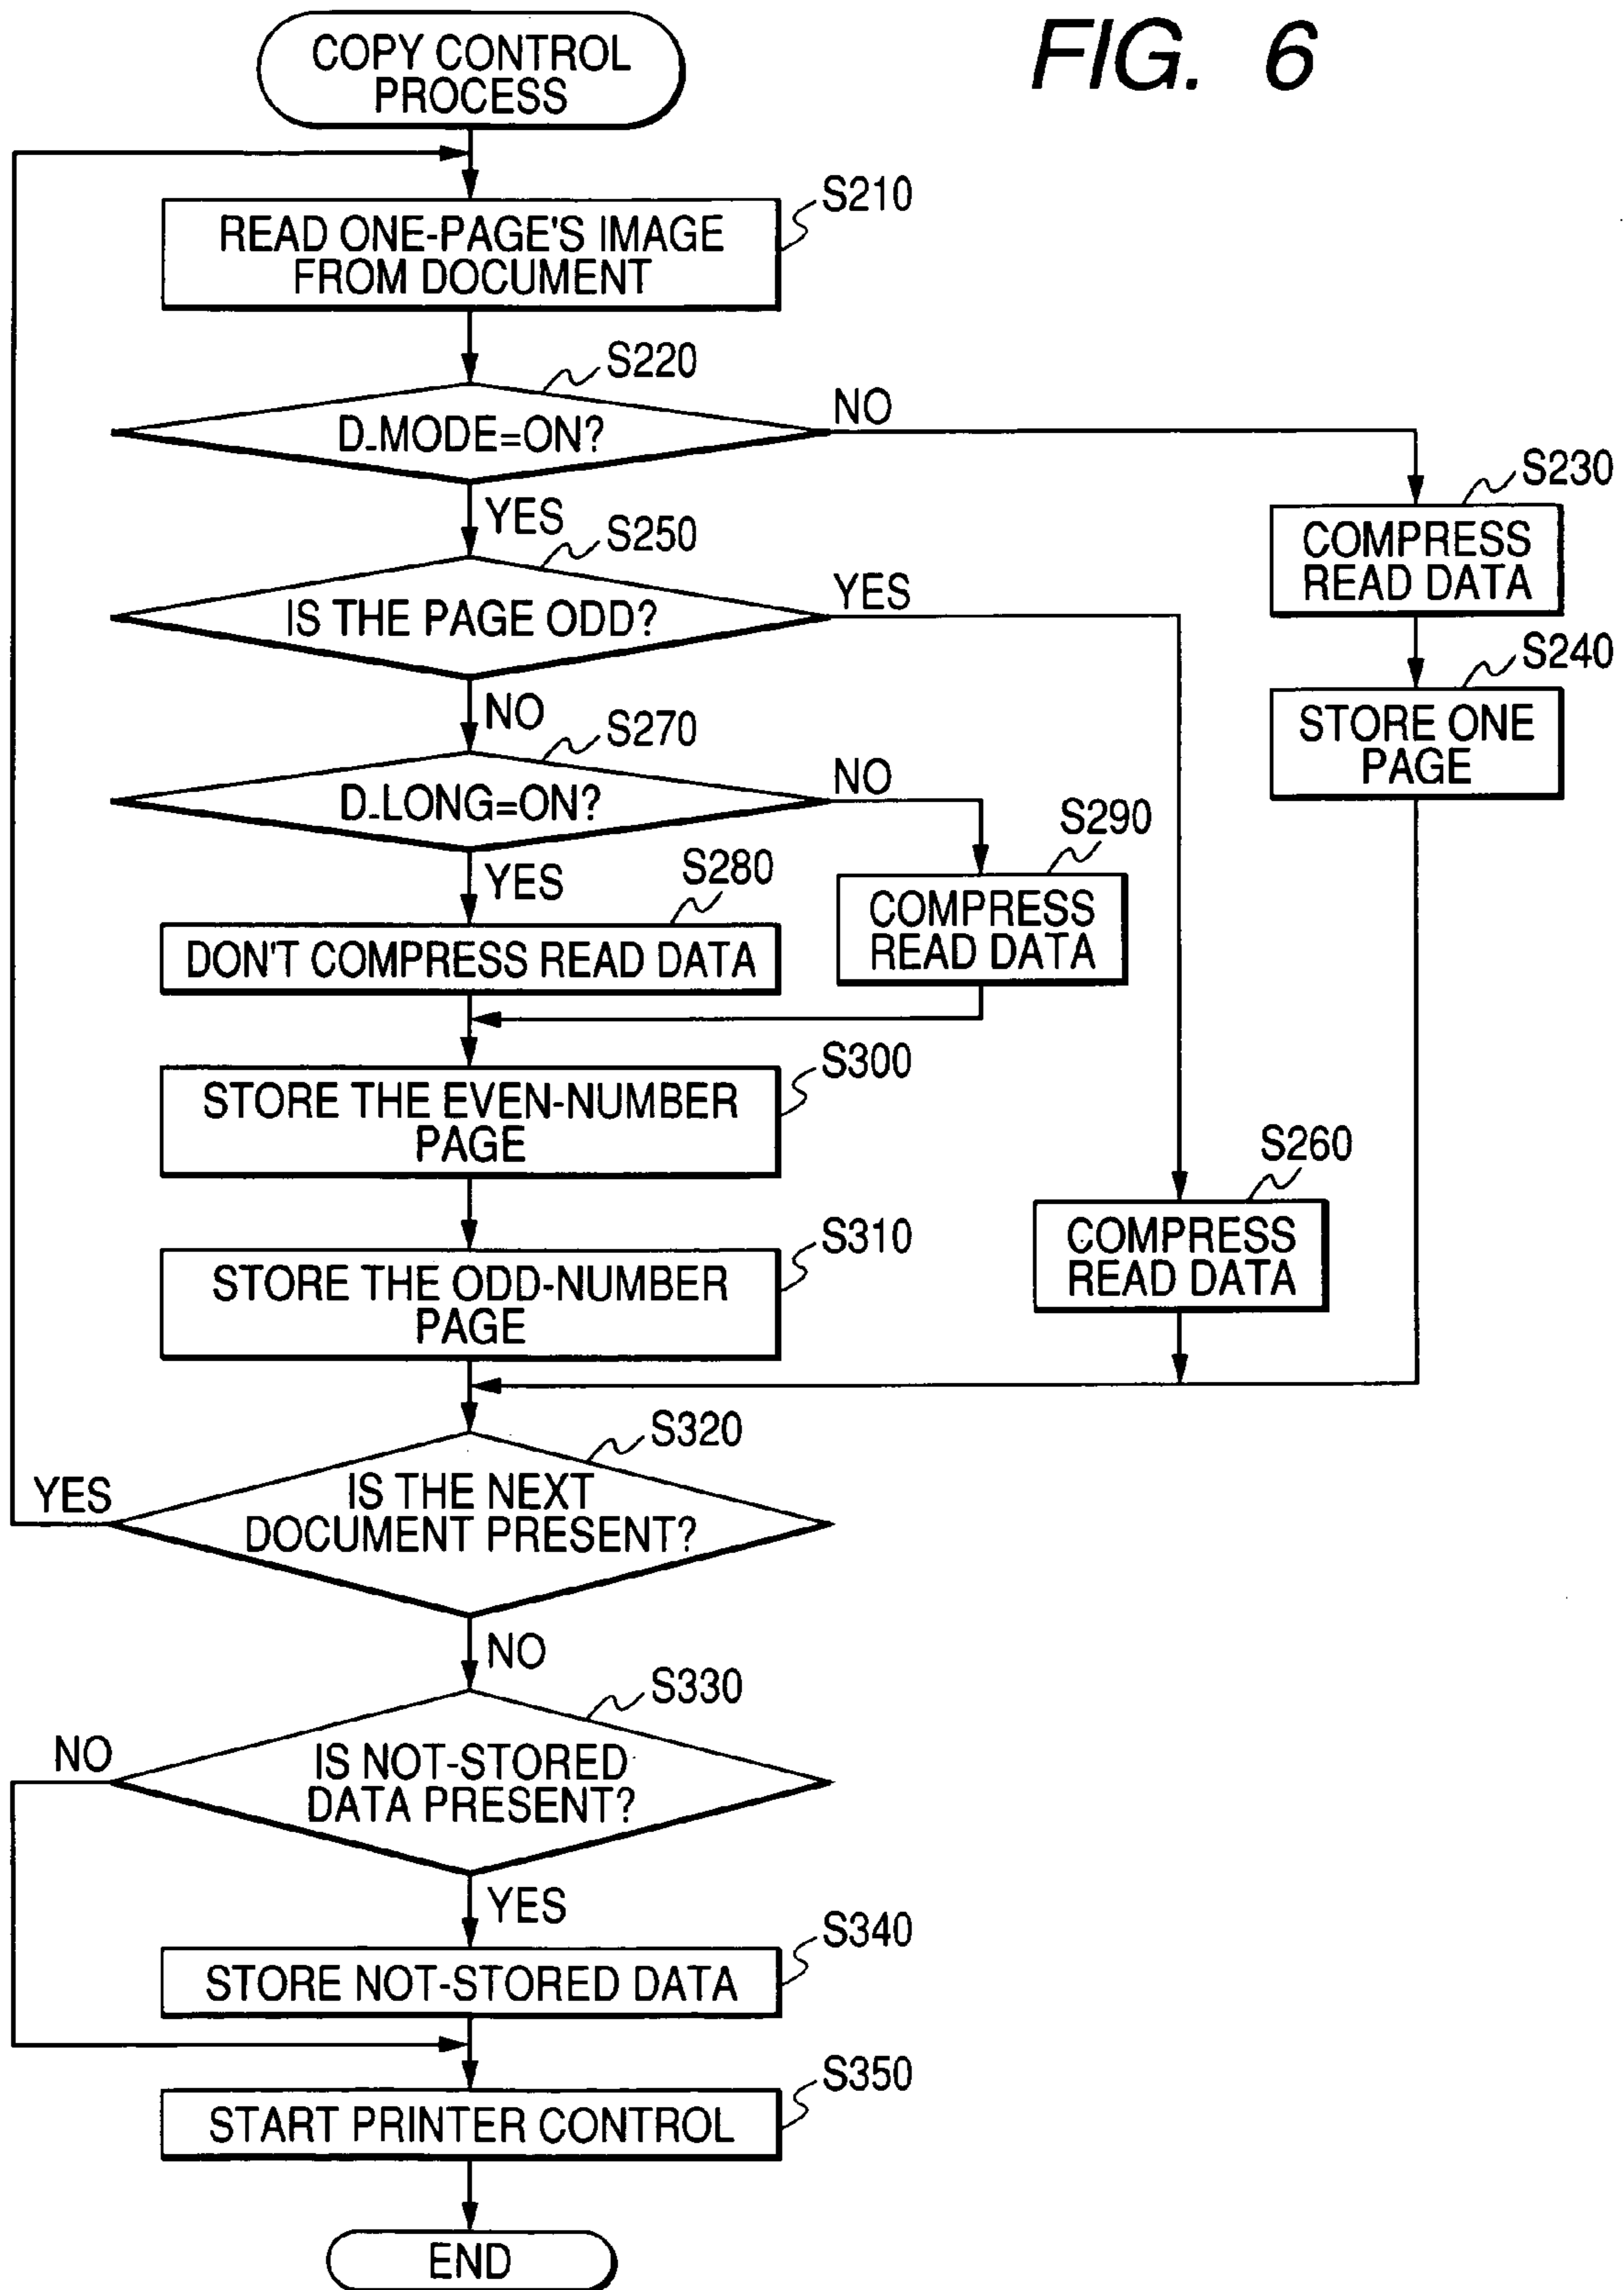 FIG. 6
COPY CONTROL
PROCESS
S210
READ ONE-PAGE'S IMAGE
FROM DOCUMENT
S220
D_MODE=ON?
NO
YES
S230
COMPRESS
READ DATA
S240
STORE ONE
PAGE
S250
IS THE PAGE ODD?
YES
NO
S270
D_LONG=ON?
NO
YES
S290
COMPRESS
READ DATA
S280
DON'T COMPRESS READ DATA
S300
STORE THE EVEN-NUMBER
PAGE
S260
COMPRESS
READ DATA
S310
STORE THE ODD-NUMBER
PAGE
S320
IS THE NEXT
DOCUMENT PRESENT?
YES
NO
S330
IS NOT-STORED
DATA PRESENT?
NO
YES
S340
STORE NOT-STORED DATA
S350
START PRINTER CONTROL
END